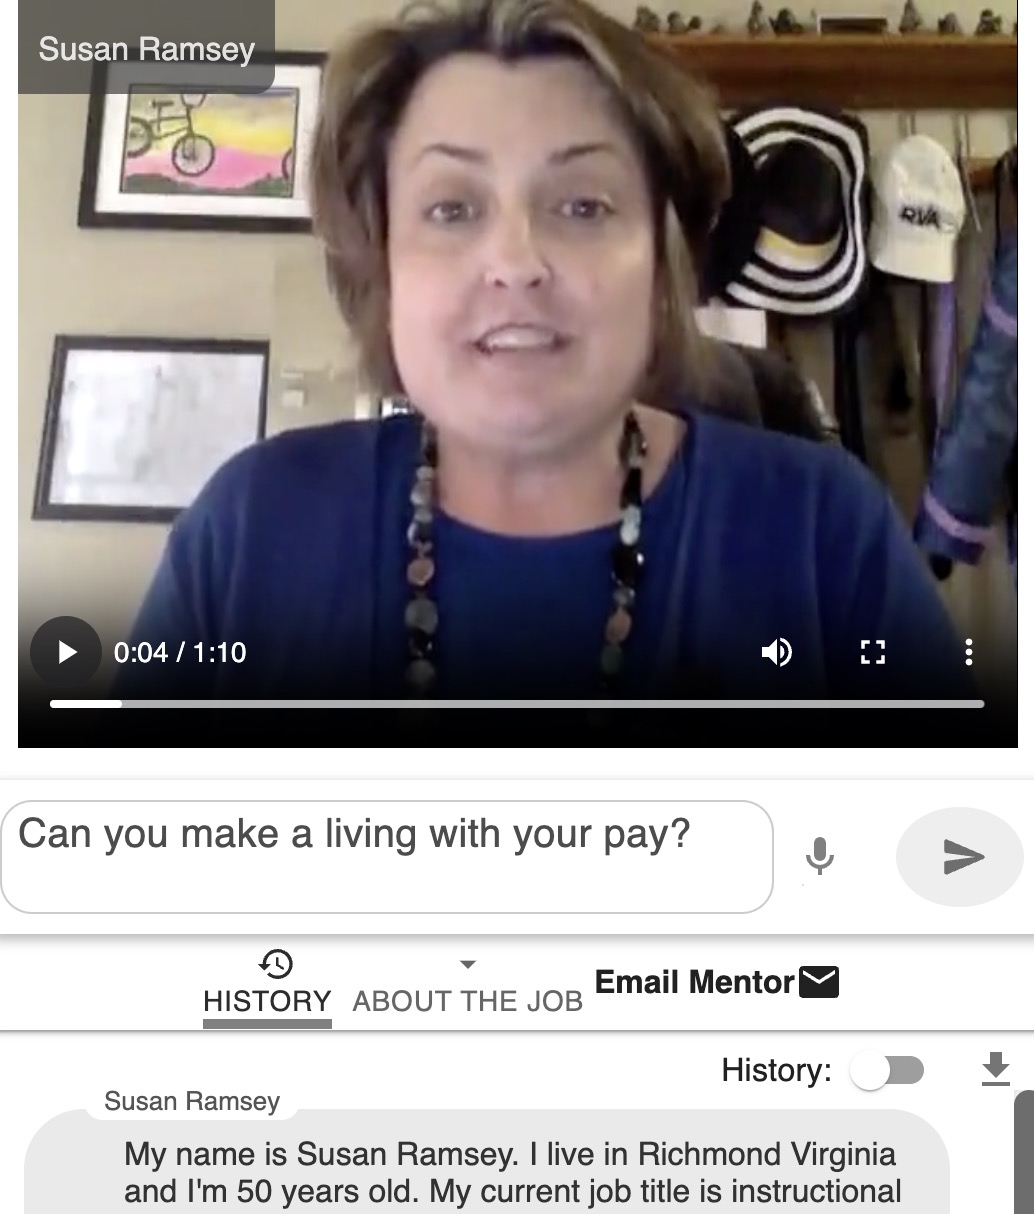 Susan Ramsey
RVA
0:04 / 1:10
Can you make a living with your pay?
HISTORY
ABOUT THE JOB
Email Mentor
History:
Susan Ramsey
My name is Susan Ramsey. I live in Richmond Virginia
and I'm 50 years old. My current job title is instructional